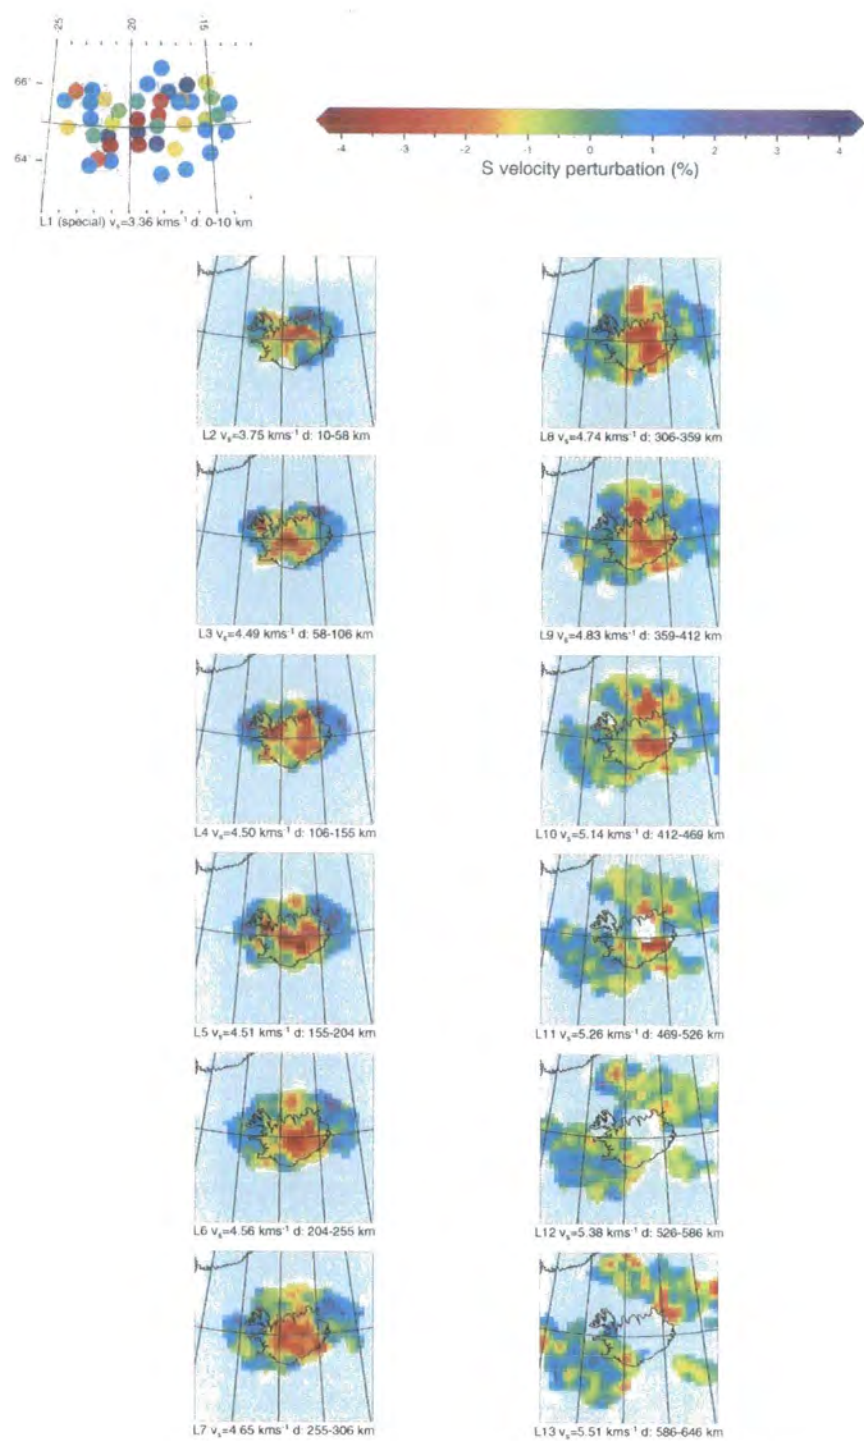 25° 20° 15°
66°
64°
L1 (special) vs=3.36 kms⁻¹ d: 0-10 km
-4 -3 -2 -1 0 1 2 3 4
S velocity perturbation (%)
L2 vs=3.75 kms⁻¹ d: 10-58 km
L3 vs=4.49 kms⁻¹ d: 58-106 km
L4 vs=4.50 kms⁻¹ d: 106-155 km
L5 vs=4.51 kms⁻¹ d: 155-204 km
L6 vs=4.56 kms⁻¹ d: 204-255 km
L7 vs=4.65 kms⁻¹ d: 255-306 km
L8 vs=4.74 kms⁻¹ d: 306-359 km
L9 vs=4.83 kms⁻¹ d: 359-412 km
L10 vs=5.14 kms⁻¹ d: 412-469 km
L11 vs=5.26 kms⁻¹ d: 469-526 km
L12 vs=5.38 kms⁻¹ d: 526-586 km
L13 vs=5.51 kms⁻¹ d: 586-646 km